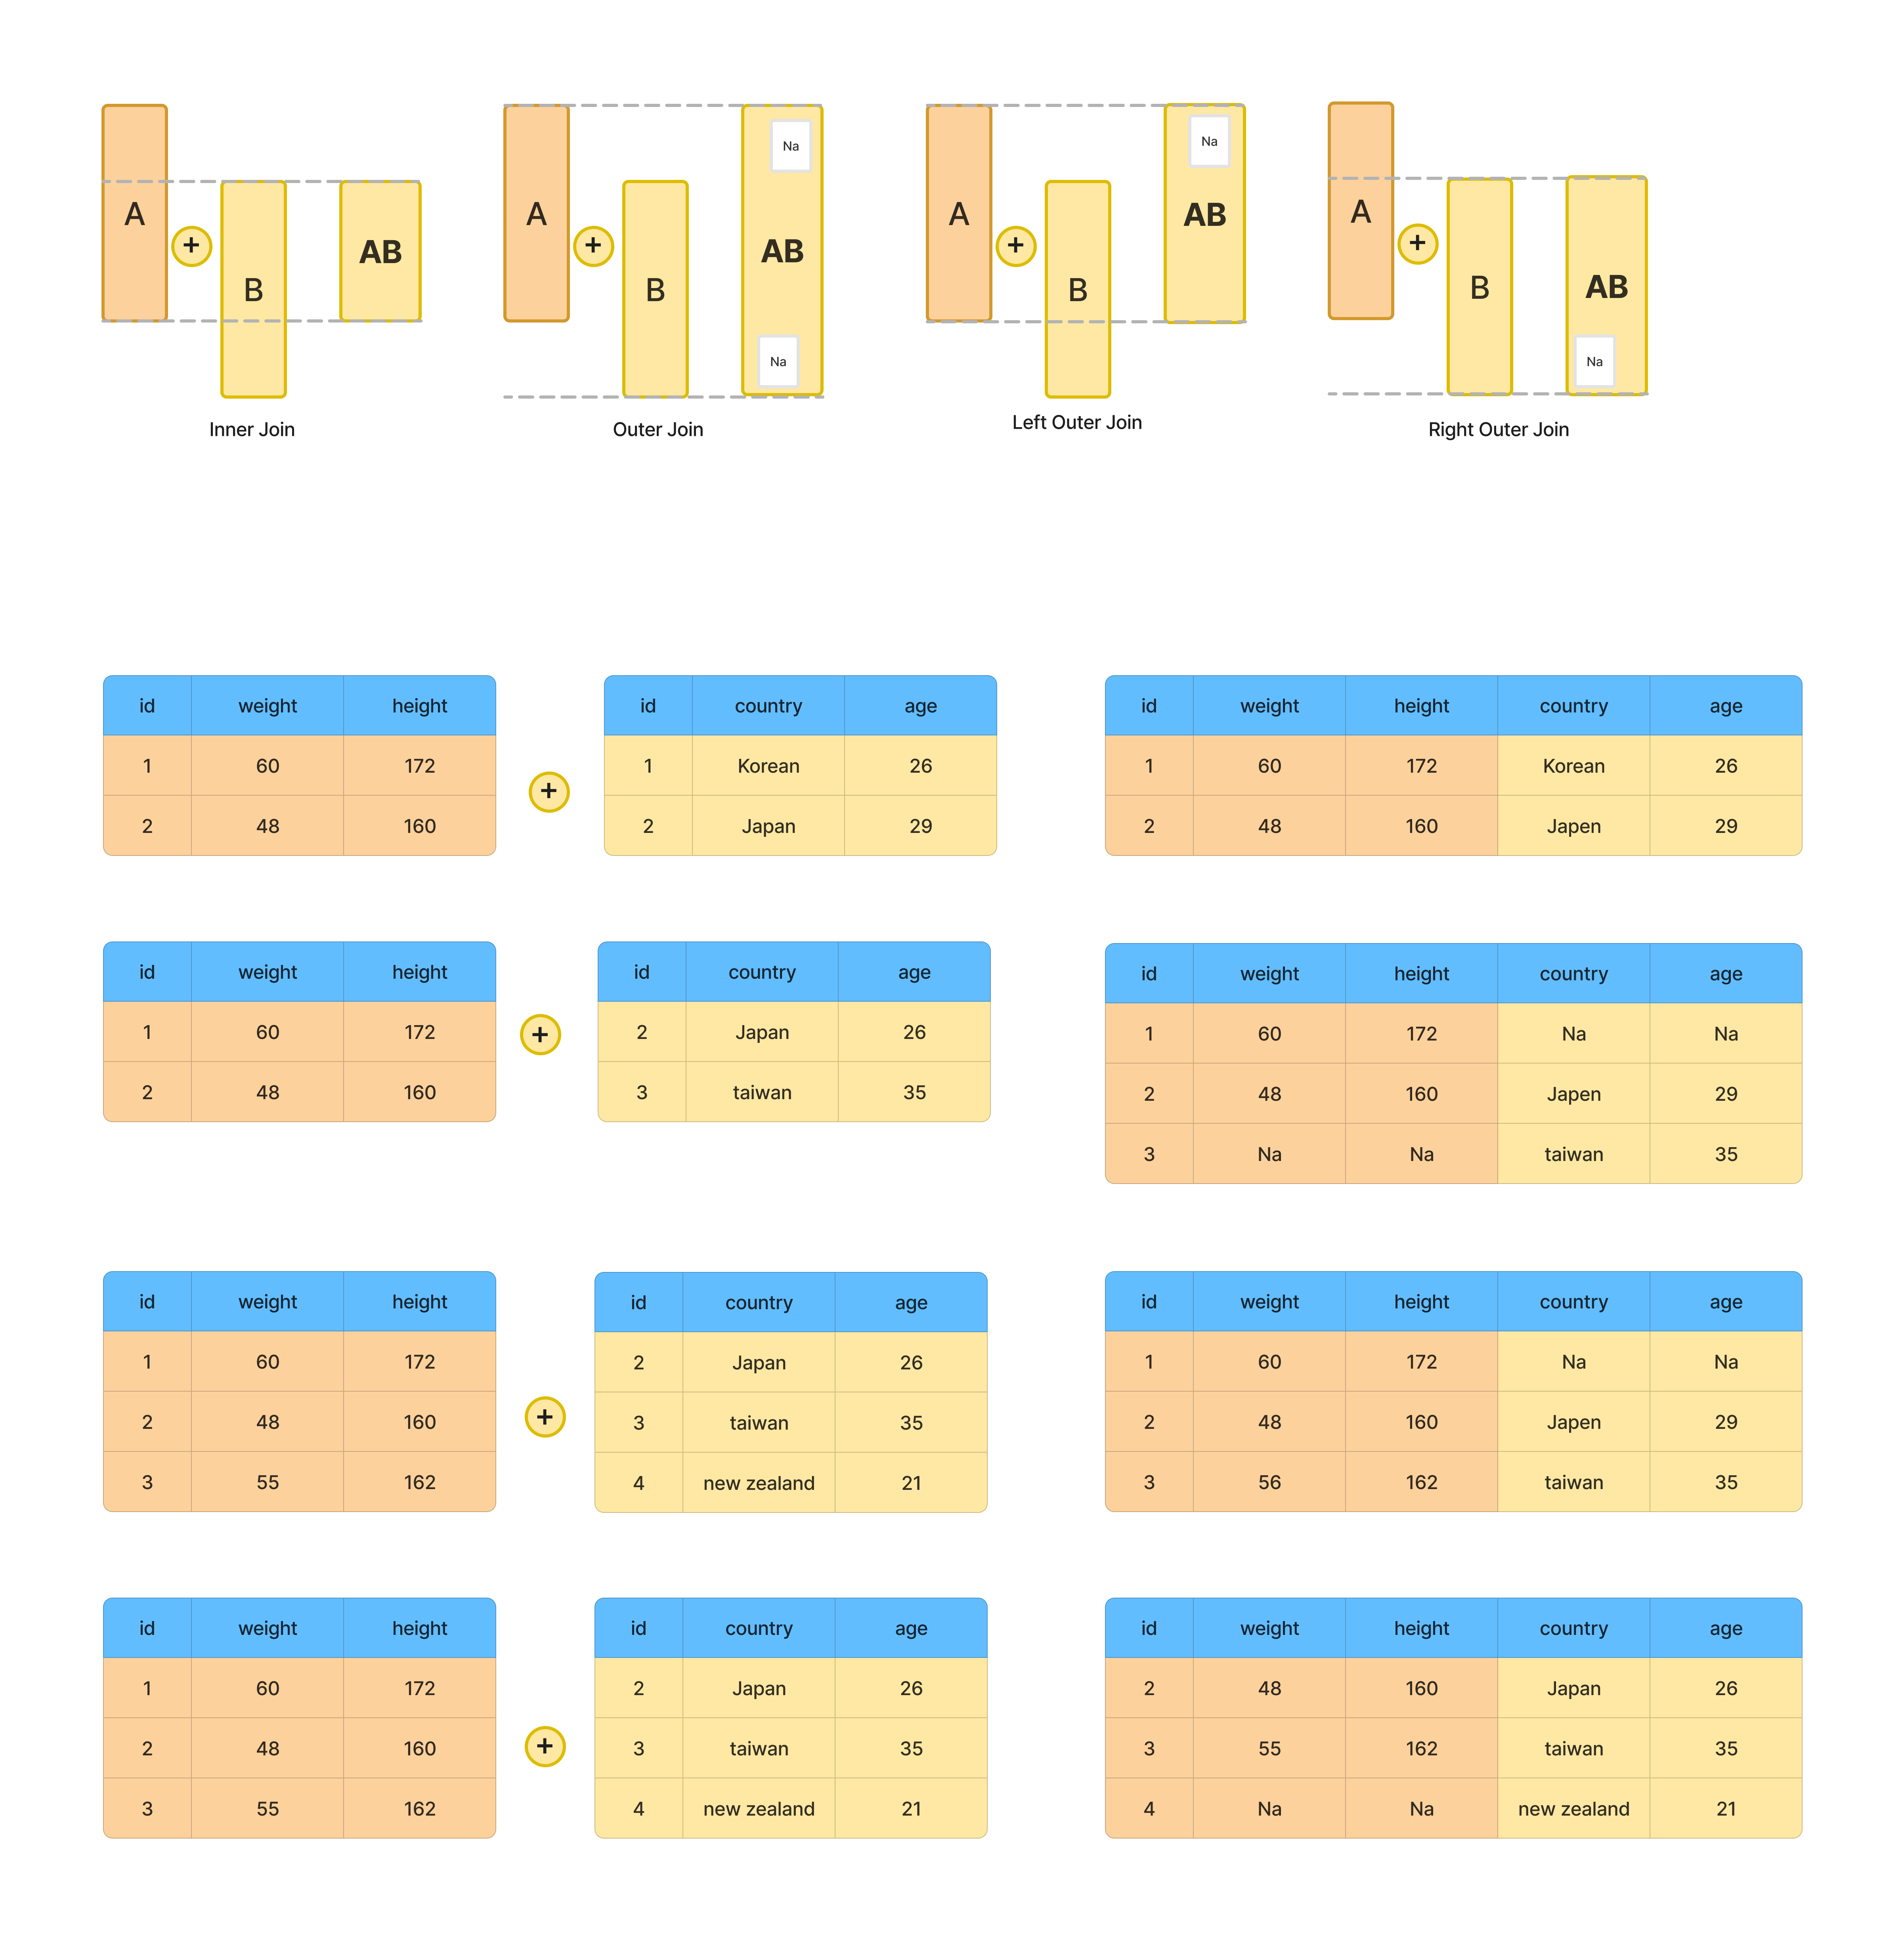 A + B AB
Inner Join
A + B AB Na Na
Outer Join
A + B AB Na
Left Outer Join
A + B AB Na
Right Outer Join
id weight height
1 60 172
2 48 160
+
id country age
1 Korean 26
2 Japan 29
id weight height country age
1 60 172 Korean 26
2 48 160 Japen 29
id weight height
1 60 172
2 48 160
+
id country age
2 Japan 26
3 taiwan 35
id weight height country age
1 60 172 Na Na
2 48 160 Japen 29
3 Na Na taiwan 35
id weight height
1 60 172
2 48 160
3 55 162
+
id country age
2 Japan 26
3 taiwan 35
4 new zealand 21
id weight height country age
1 60 172 Na Na
2 48 160 Japen 29
3 56 162 taiwan 35
id weight height
1 60 172
2 48 160
3 55 162
+
id country age
2 Japan 26
3 taiwan 35
4 new zealand 21
id weight height country age
2 48 160 Japan 26
3 55 162 taiwan 35
4 Na Na new zealand 21